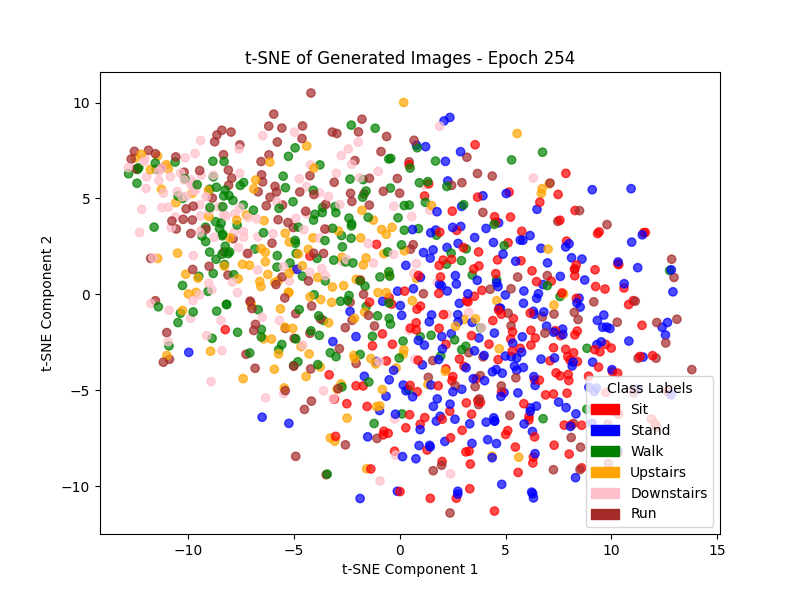 t-SNE of Generated Images - Epoch 254
10
5
0
−5
−10
t-SNE Component 2
−10
−5
0
5
10
15
t-SNE Component 1
Class Labels
Sit
Stand
Walk
Upstairs
Downstairs
Run